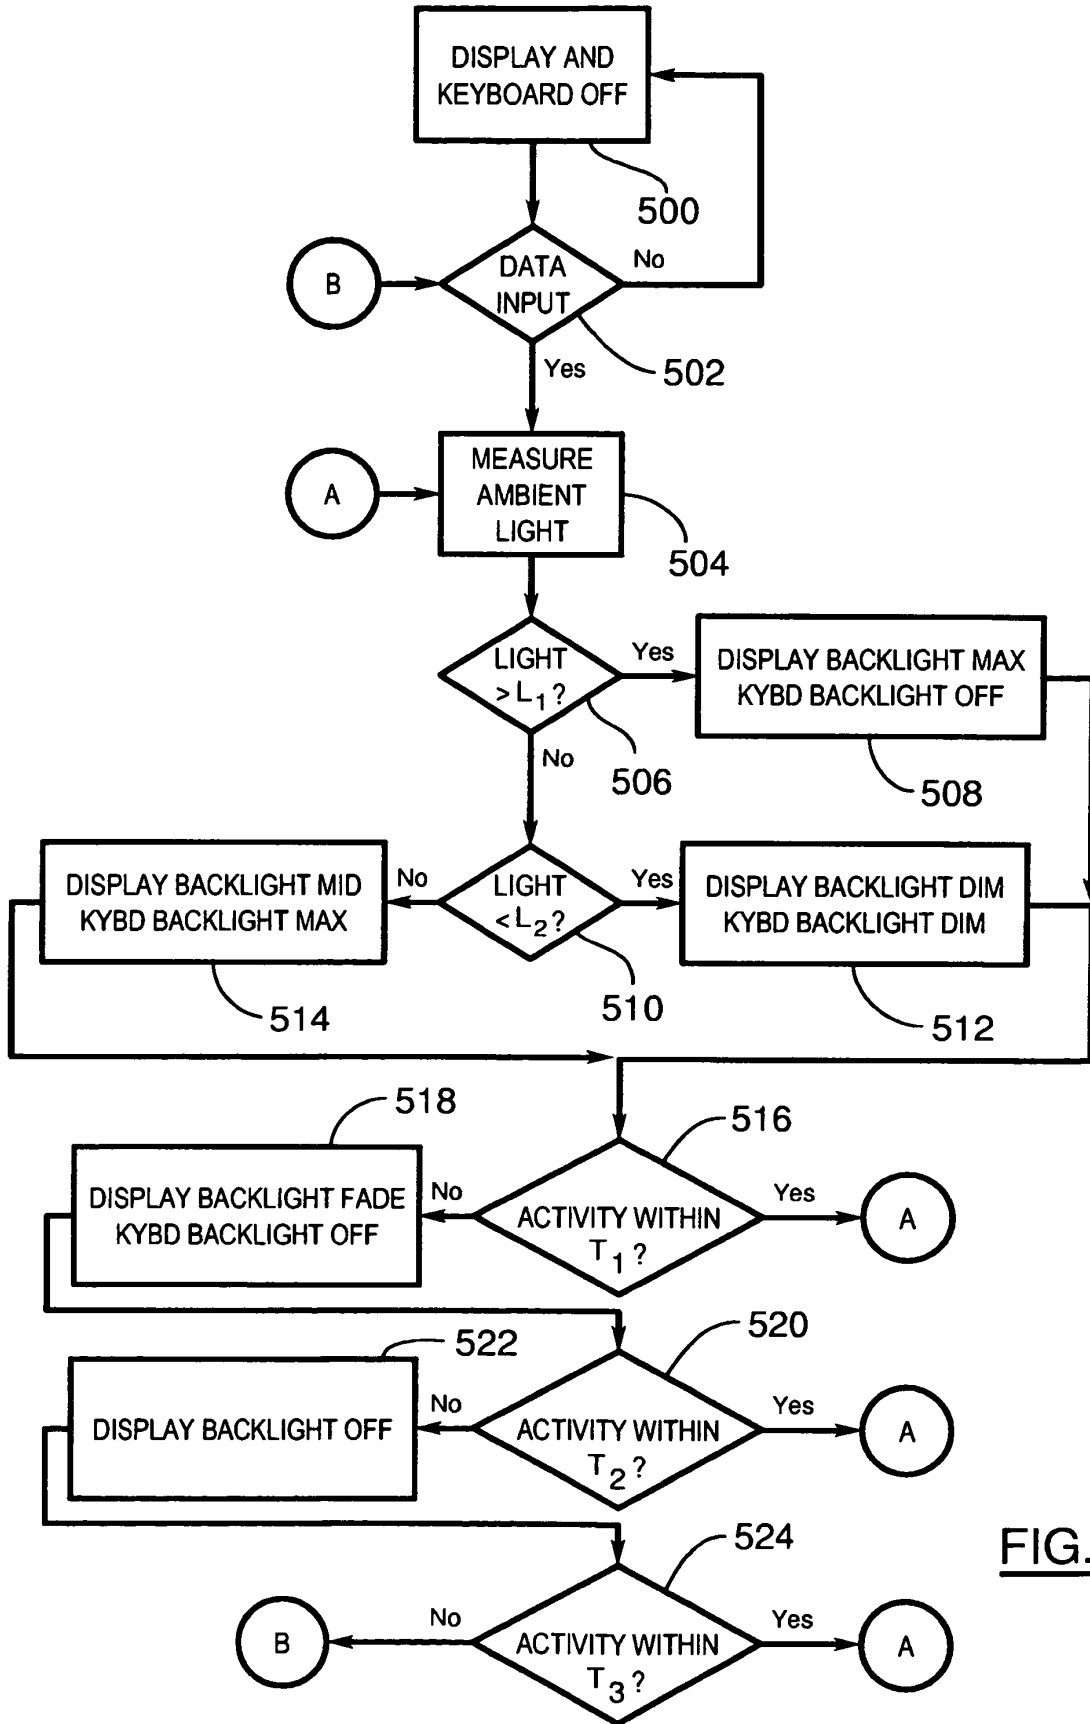 DISPLAY AND
KEYBOARD OFF
500
B
DATA
INPUT
No
502
Yes
A
MEASURE
AMBIENT
LIGHT
504
LIGHT
> L₁?
Yes
DISPLAY BACKLIGHT MAX
KYBD BACKLIGHT OFF
506
508
No
DISPLAY BACKLIGHT MID
KYBD BACKLIGHT MAX
No
LIGHT
< L₂?
Yes
DISPLAY BACKLIGHT DIM
KYBD BACKLIGHT DIM
514
510
512
518
516
DISPLAY BACKLIGHT FADE
KYBD BACKLIGHT OFF
No
ACTIVITY WITHIN
T₁?
Yes
A
522
520
DISPLAY BACKLIGHT OFF
No
ACTIVITY WITHIN
T₂?
Yes
A
524
FIG.
B
No
ACTIVITY WITHIN
T₃?
Yes
A